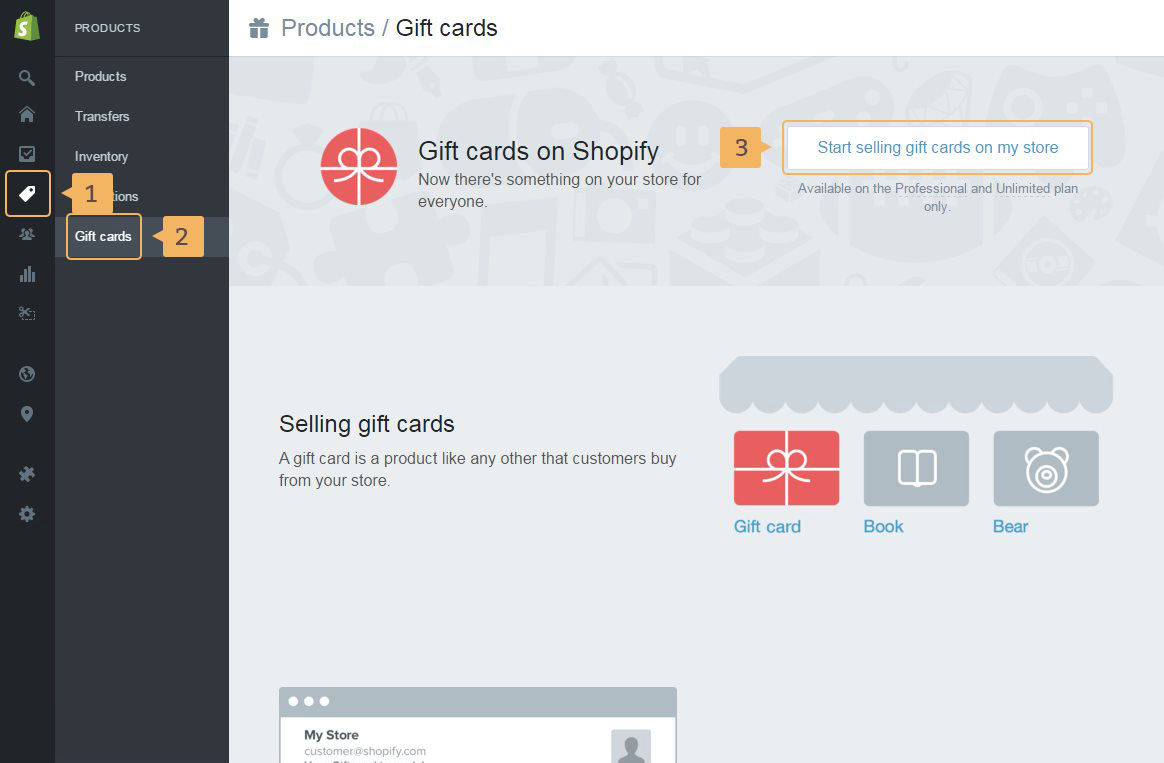 PRODUCTS
Products
Transfers
Inventory
1
tions
Gift cards
2
Products / Gift cards
Gift cards on Shopify
Now there's something on your store for
everyone.
3
Start selling gift cards on my store
Available on the Professional and Unlimited plan
only.
Selling gift cards
A gift card is a product like any other that customers buy
from your store.
Gift card
Book
Bear
My Store
customer@shopify.com